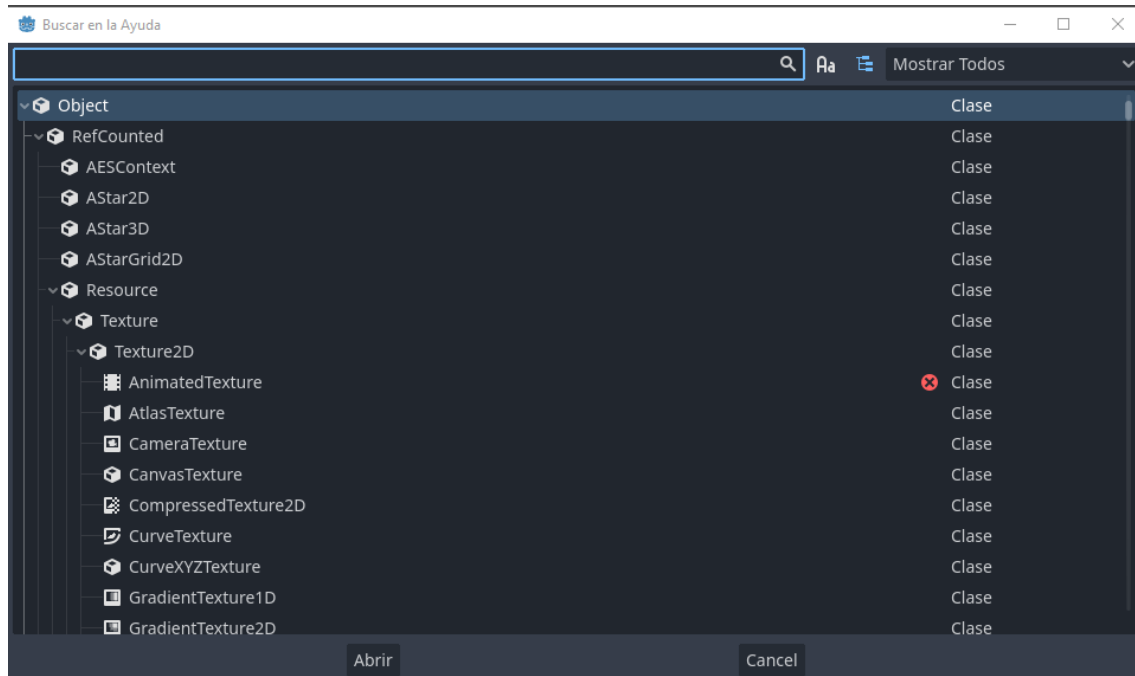 Buscar en la Ayuda
Aa Mostrar Todos
Object Clase
RefCounted Clase
AESContext Clase
AStar2D Clase
AStar3D Clase
AStarGrid2D Clase
Resource Clase
Texture Clase
Texture2D Clase
AnimatedTexture Clase
AtlasTexture Clase
CameraTexture Clase
CanvasTexture Clase
CompressedTexture2D Clase
CurveTexture Clase
CurveXYZTexture Clase
GradientTexture1D Clase
GradientTexture2D Clase
Abrir Cancel